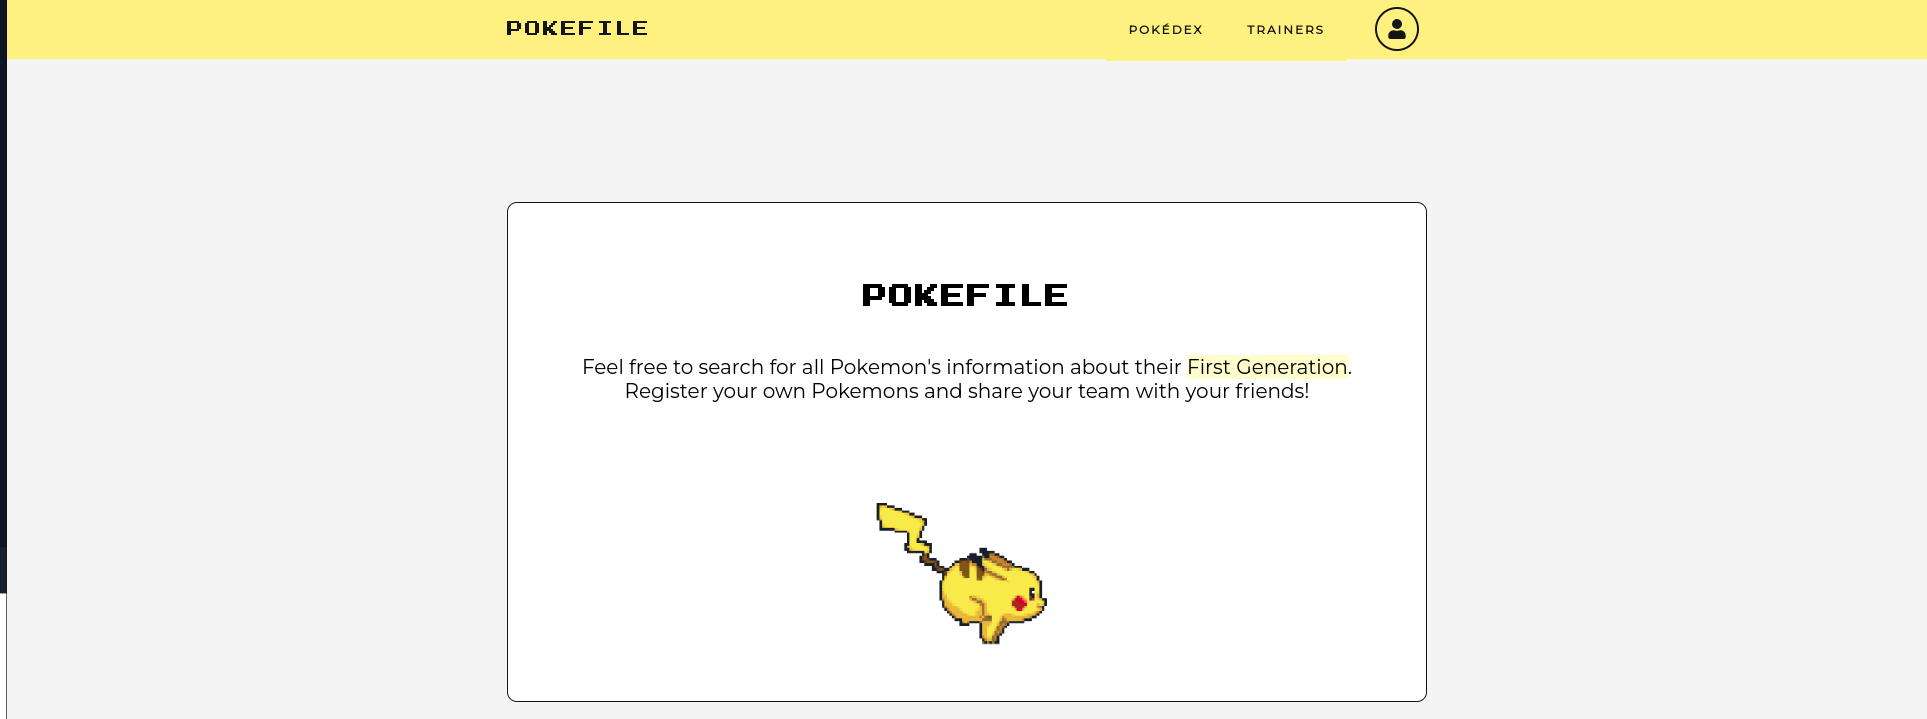 POKEFILE
POKÉDEX
TRAINERS
POKEFILE
Feel free to search for all Pokemon's information about their First Generation.
Register your own Pokemons and share your team with your friends!